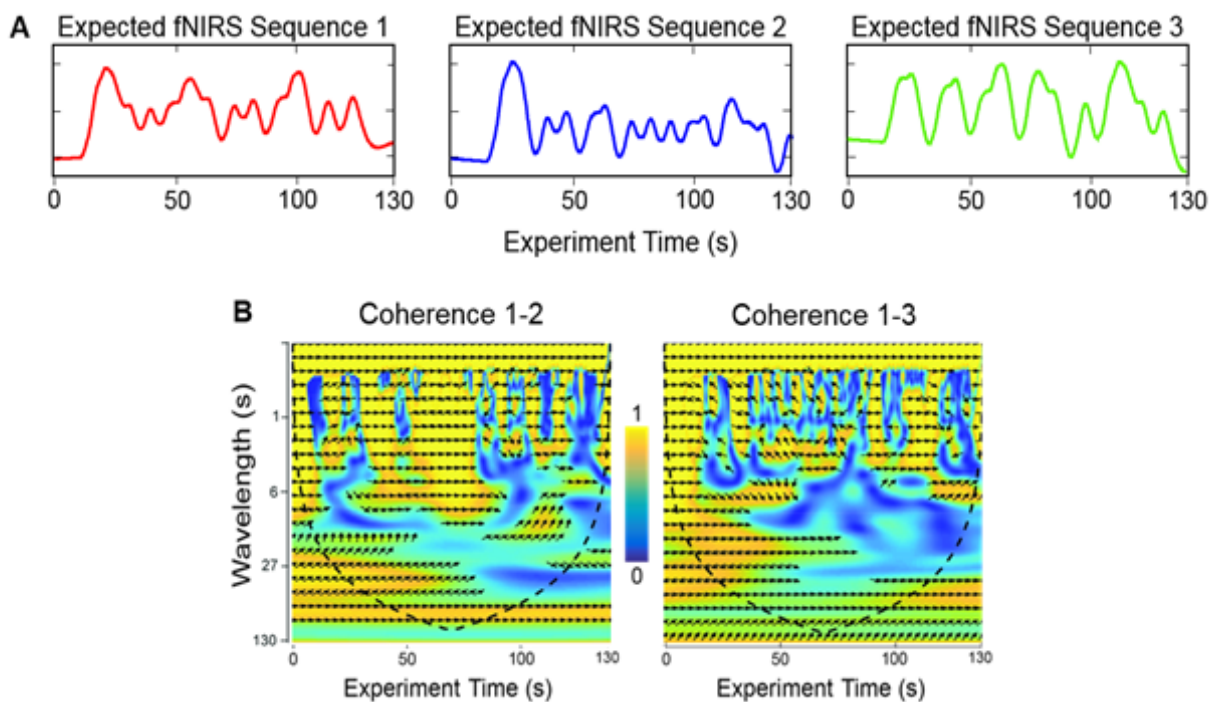 A
Expected fNIRS Sequence 1
Expected fNIRS Sequence 2
Expected fNIRS Sequence 3
0 50 100 130
0 50 100 130
0 50 100 130
Experiment Time (s)
B
Coherence 1-2
Coherence 1-3
Wavelength (s)
1
6
27
130
1
0
0 50 100 130
0 50 100 130
Experiment Time (s)
Experiment Time (s)